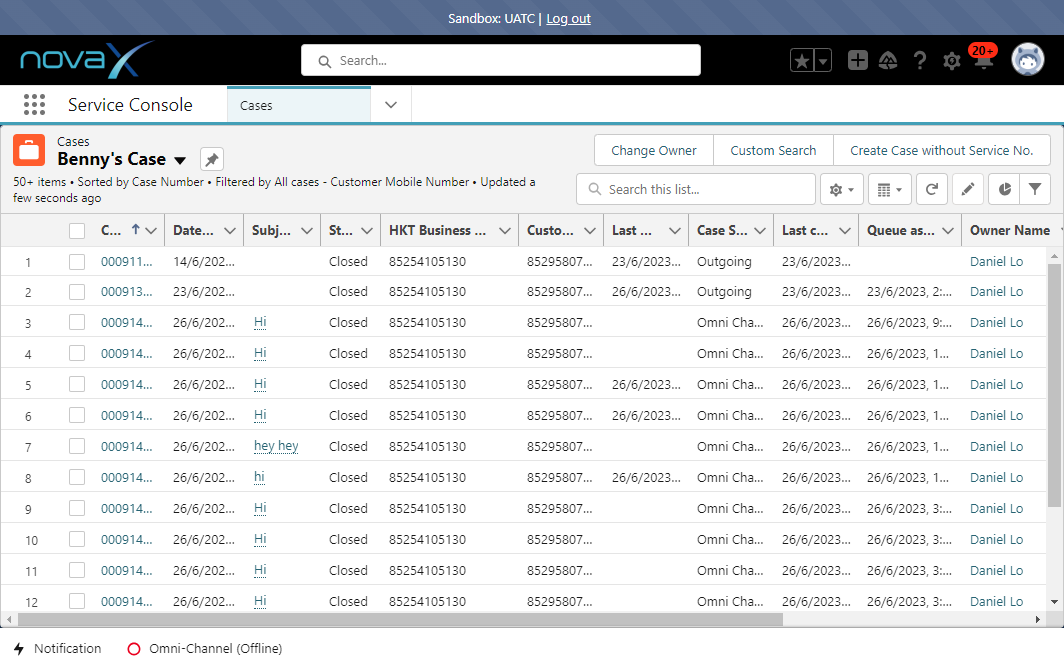 Sandbox: UATC | Log out
novaX
Search...
20+
Service Console
Cases
Cases
Benny's Case
Change Owner
Custom Search
Create Case without Service No.
50+ items • Sorted by Case Number • Filtered by All cases - Customer Mobile Number • Updated a
few seconds ago
Search this list...
C... Date... Subj... St... HKT Business ... Custo... Last ... Case S... Last c... Queue as... Owner Name
1 000911... 14/6/202... Closed 85254105130 85295807... 23/6/2023... Outgoing 23/6/2023... Daniel Lo
2 000913... 23/6/202... Closed 85254105130 85295807... 26/6/2023... Outgoing 23/6/2023... 23/6/2023, 2:... Daniel Lo
3 000914... 26/6/202... Hi Closed 85254105130 85295807... Omni Cha... 26/6/2023... 26/6/2023, 9:... Daniel Lo
4 000914... 26/6/202... Hi Closed 85254105130 85295807... Omni Cha... 26/6/2023... 26/6/2023, 1... Daniel Lo
5 000914... 26/6/202... Hi Closed 85254105130 85295807... 26/6/2023... Omni Cha... 26/6/2023... 26/6/2023, 1... Daniel Lo
6 000914... 26/6/202... Hi Closed 85254105130 85295807... 26/6/2023... Omni Cha... 26/6/2023... 26/6/2023, 1... Daniel Lo
7 000914... 26/6/202... hey hey Closed 85254105130 85295807... Omni Cha... 26/6/2023... 26/6/2023, 1... Daniel Lo
8 000914... 26/6/202... hi Closed 85254105130 85295807... 26/6/2023... Omni Cha... 26/6/2023... 26/6/2023, 1... Daniel Lo
9 000914... 26/6/202... Hi Closed 85254105130 85295807... Omni Cha... 26/6/2023... 26/6/2023, 3:... Daniel Lo
10 000914... 26/6/202... Hi Closed 85254105130 85295807... Omni Cha... 26/6/2023... 26/6/2023, 3:... Daniel Lo
11 000914... 26/6/202... Hi Closed 85254105130 85295807... Omni Cha... 26/6/2023... 26/6/2023, 3:... Daniel Lo
12 000914... 26/6/202... Hi Closed 85254105130 85295807... Omni Cha... 26/6/2023... 26/6/2023, 3:... Daniel Lo
Notification
Omni-Channel (Offline)